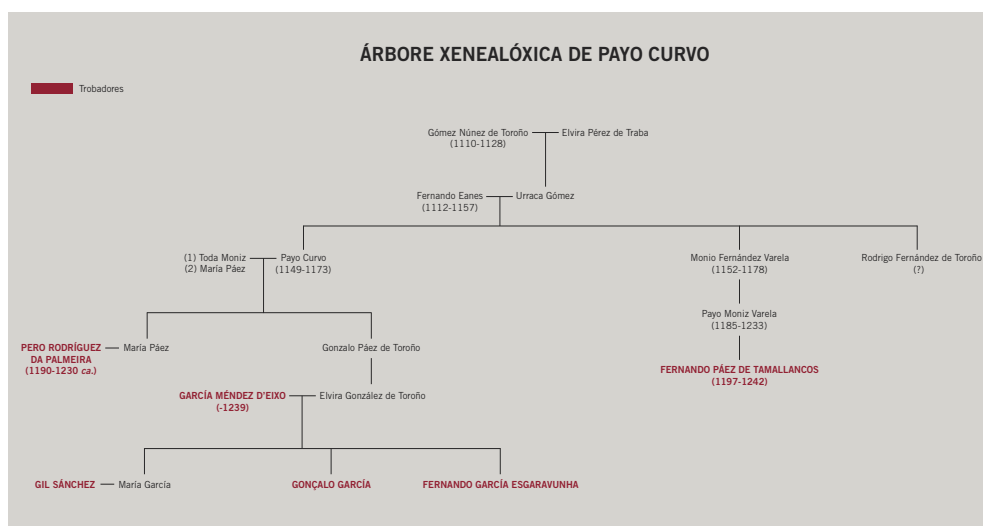 ÁRBORE XENEALÓXICA DE PAYO CURVO
Trobadores
Gómez Núnez de Toroño
(1110-1128)
Elvira Pérez de Traba
Fernando Eanes
(1112-1157)
Urraca Gómez
(1) Toda Moniz
(2) María Páez
Payo Curvo
(1149-1173)
Monio Fernández Varela
(1152-1178)
Rodrigo Fernández de Toroño
(?)
Payo Moniz Varela
(1185-1233)
PERO RODRÍGUEZ
DA PALMEIRA
(1190-1230 ca.)
María Páez
Gonzalo Páez de Toroño
FERNANDO PÁEZ DE TAMALLANCOS
(1197-1242)
GARCÍA MÉNDEZ D'EIXO
(-1239)
Elvira González de Toroño
GIL SÁNCHEZ
María García
GONÇALO GARCÍA
FERNANDO GARCÍA ESGARAVUNHA